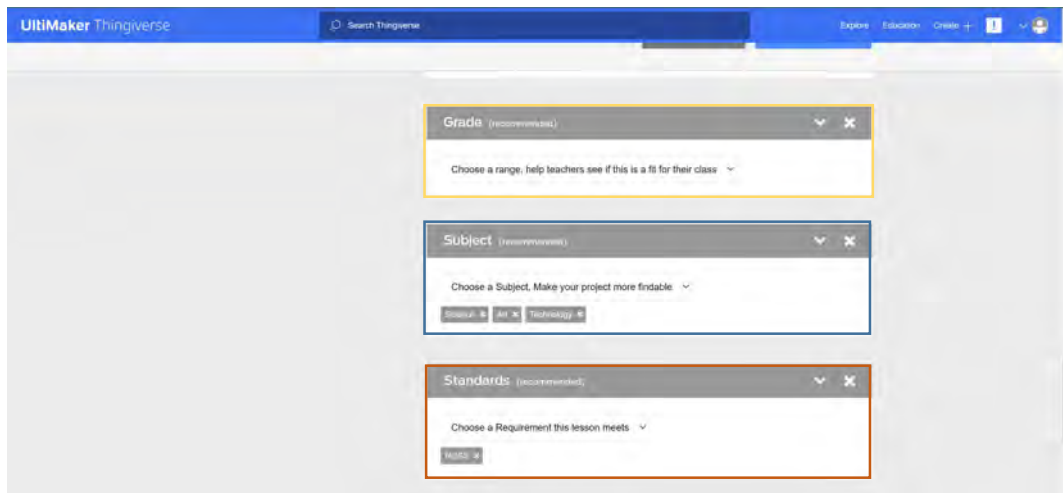 UltiMaker Thingiverse
Search Thingiverse
Explore Education Create +
Grade (recommended)
Choose a range, help teachers see if this is a fit for their class
Subject (recommended)
Choose a Subject, Make your project more findable.
Science × Art × Technology ×
Standards (recommended)
Choose a Requirement this lesson meets